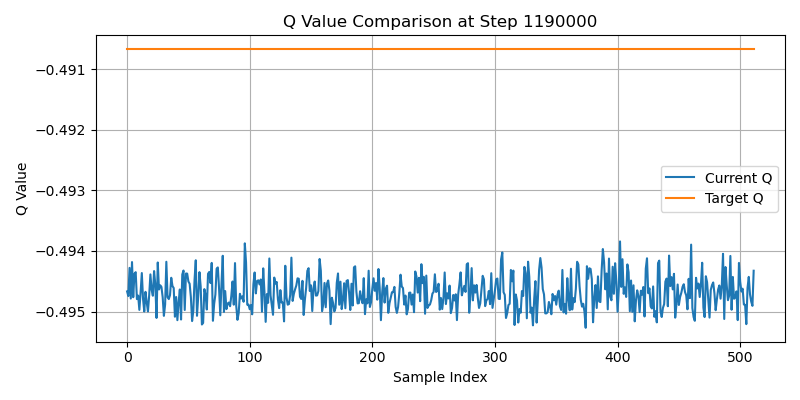 Q Value Comparison at Step 1190000
Q Value
−0.491
−0.492
−0.493
−0.494
−0.495
Current Q
Target Q
0
100
200
300
400
500
Sample Index